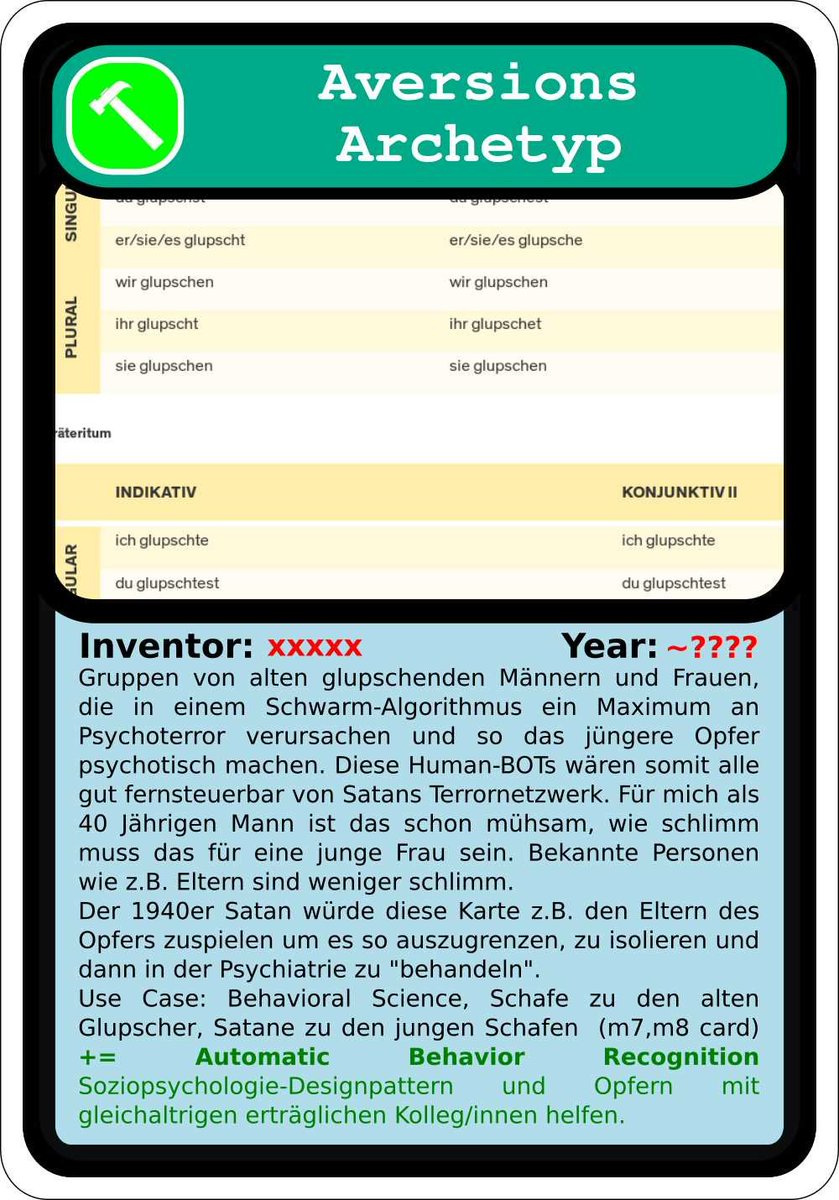 Aversions
Archetyp
SINGU
du glupschst du glupschest
er/sie/es glupscht er/sie/es glupsche
wir glupschen wir glupschen
PLURAL
ihr glupscht ihr glupschet
sie glupschen sie glupschen
räteritum
INDIKATIV KONJUNKTIV II
GULAR
ich glupschte ich glupschte
du glupschtest du glupschtest
Inventor: xxxxx Year: ~????
Gruppen von alten glupschenden Männern und Frauen,
die in einem Schwarm-Algorithmus ein Maximum an
Psychoterror verursachen und so das jüngere Opfer
psychotisch machen. Diese Human-BOTs wären somit alle
gut fernsteuerbar von Satans Terrornetzwerk. Für mich als
40 Jährigen Mann ist das schon mühsam, wie schlimm
muss das für eine junge Frau sein. Bekannte Personen
wie z.B. Eltern sind weniger schlimm.
Der 1940er Satan würde diese Karte z.B. den Eltern des
Opfers zuspielen um es so auszugrenzen, zu isolieren und
dann in der Psychiatrie zu "behandeln".
Use Case: Behavioral Science, Schafe zu den alten
Glupscher, Satane zu den jungen Schafen (m7,m8 card)
+= Automatic Behavior Recognition
Soziopsychologie-Designpattern und Opfern mit
gleichaltrigen erträglichen Kolleg/innen helfen.